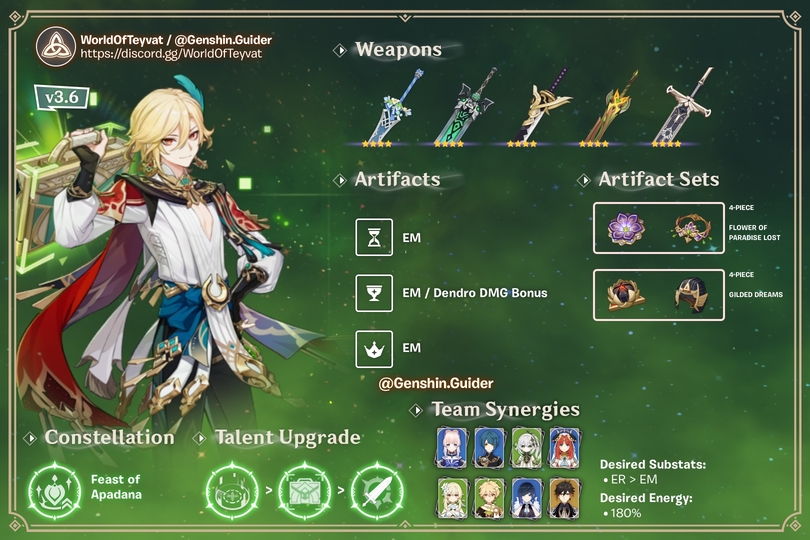 WorldOfTeyvat / @Genshin.Guider
https://discord.gg/WorldOfTeyvat
v3.6
Weapons
Artifacts
EM
EM / Dendro DMG Bonus
EM
Artifact Sets
4-PIECE
FLOWER OF
PARADISE LOST
4-PIECE
GILDED DREAMS
@Genshin.Guider
Constellation
Feast of
Apadana
Talent Upgrade
> >
Team Synergies
Desired Substats:
• ER > EM
Desired Energy:
• 180%